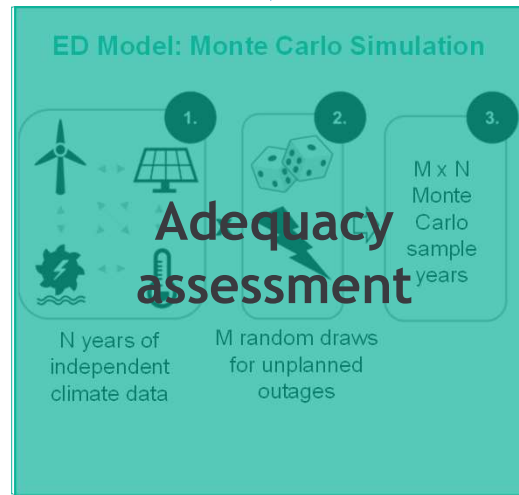 ED Model: Monte Carlo Simulation
1.
2.
3.
M x N
Monte
Carlo
sample
years
Adequacy
assessment
N years of
independent
climate data
M random draws
for unplanned
outages